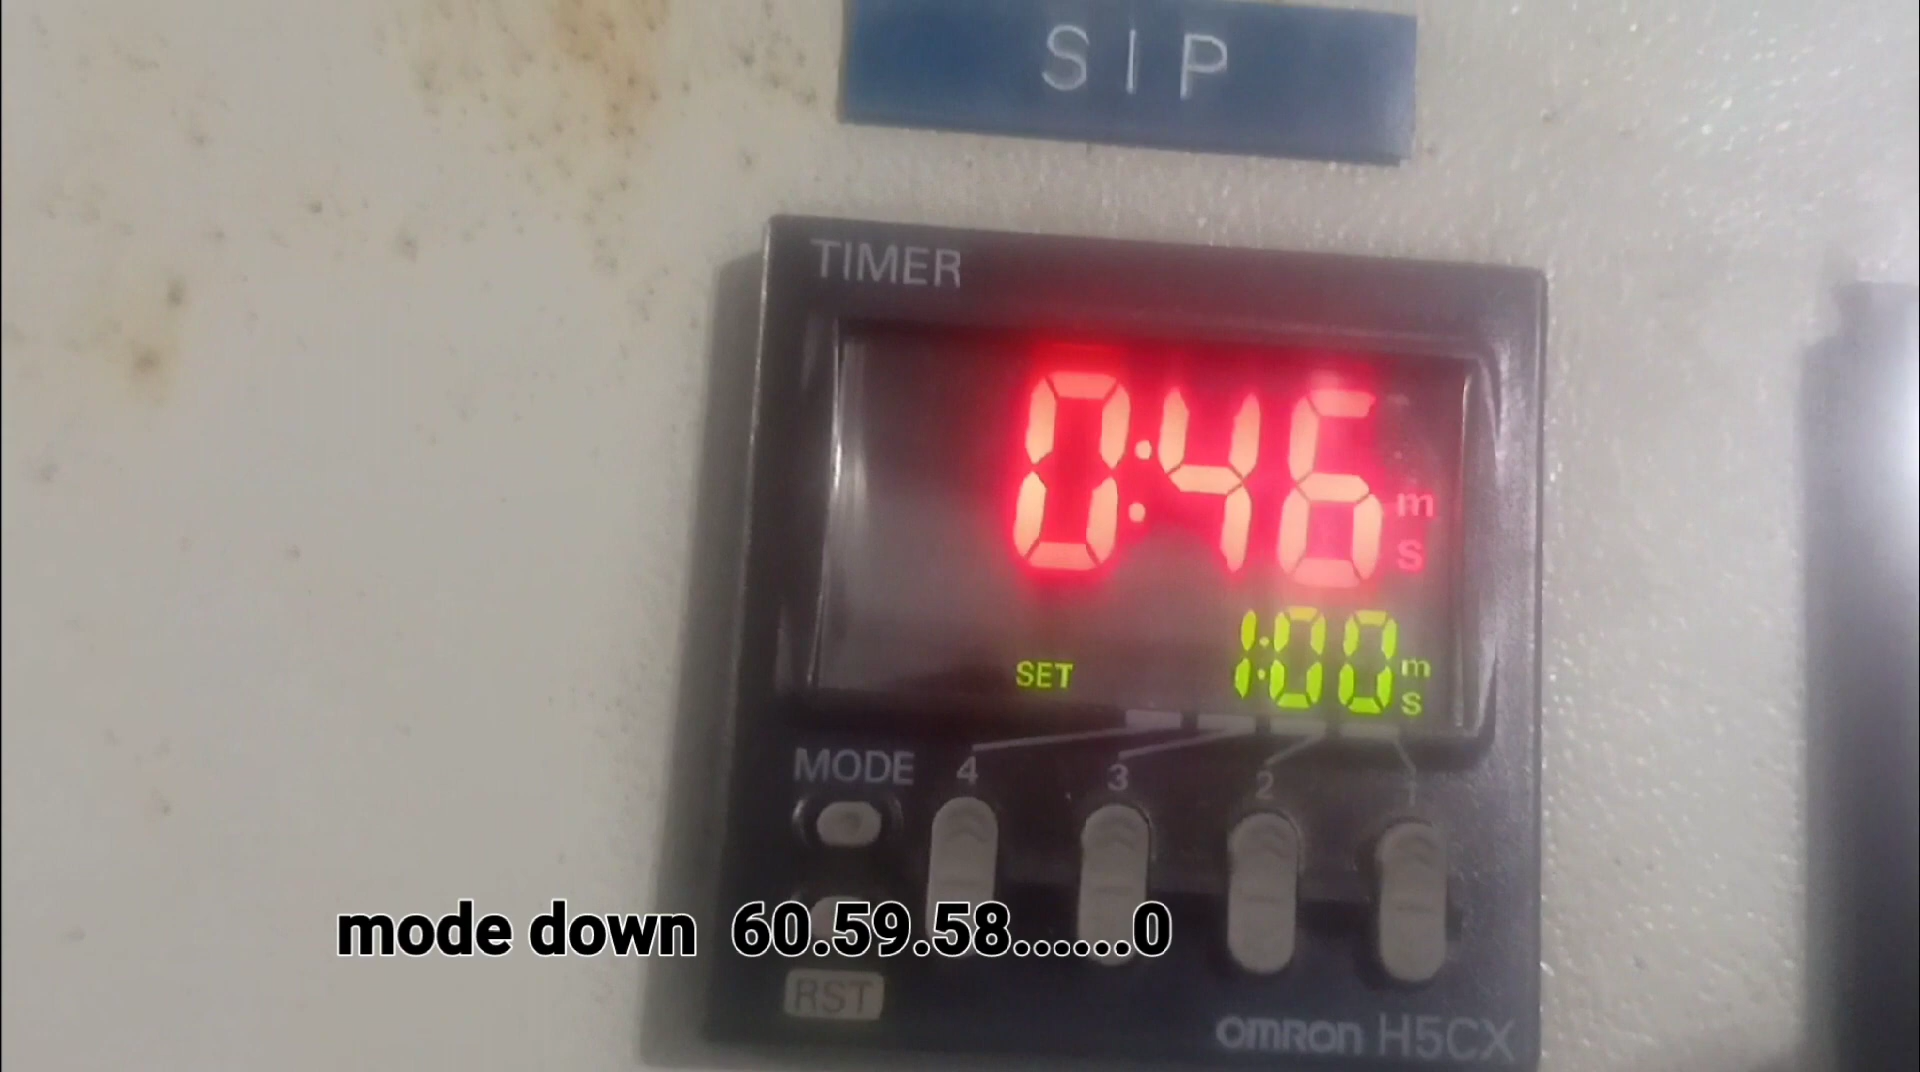 SIP
TIMER
0:46 m s
SET 1:00 m s
MODE 4 3 2 1
mode down 60.59.58......0
RST
omron H5CX